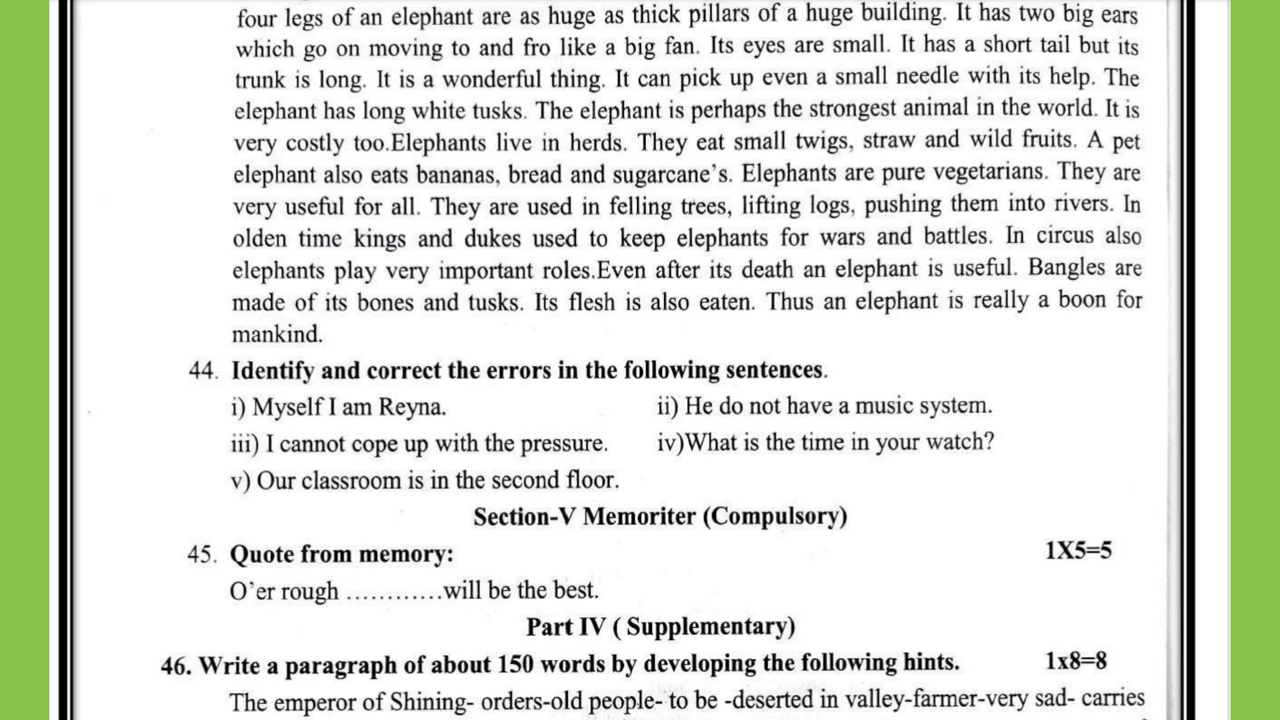 four legs of an elephant are as huge as thick pillars of a huge building. It has two big ears
which go on moving to and fro like a big fan. Its eyes are small. It has a short tail but its
trunk is long. It is a wonderful thing. It can pick up even a small needle with its help. The
elephant has long white tusks. The elephant is perhaps the strongest animal in the world. It is
very costly too.Elephants live in herds. They eat small twigs, straw and wild fruits. A pet
elephant also eats bananas, bread and sugarcane's. Elephants are pure vegetarians. They are
very useful for all. They are used in felling trees, lifting logs, pushing them into rivers. In
olden time kings and dukes used to keep elephants for wars and battles. In circus also
elephants play very important roles.Even after its death an elephant is useful. Bangles are
made of its bones and tusks. Its flesh is also eaten. Thus an elephant is really a boon for
mankind.
44. Identify and correct the errors in the following sentences.
i) Myself I am Reyna. ii) He do not have a music system.
iii) I cannot cope up with the pressure. iv)What is the time in your watch?
v) Our classroom is in the second floor.
Section-V Memoriter (Compulsory)
45. Quote from memory: 1X5=5
O'er rough ............will be the best.
Part IV ( Supplementary)
46. Write a paragraph of about 150 words by developing the following hints. 1x8=8
The emperor of Shining- orders-old people- to be -deserted in valley-farmer-very sad- carries